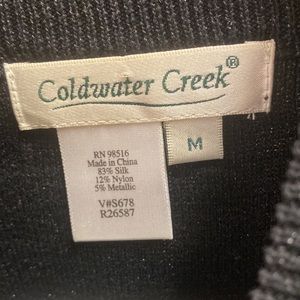 Coldwater Creek®
M
RN 98516
Made in China
83% Silk
12% Nylon
5% Metallic
V#S678
R26587